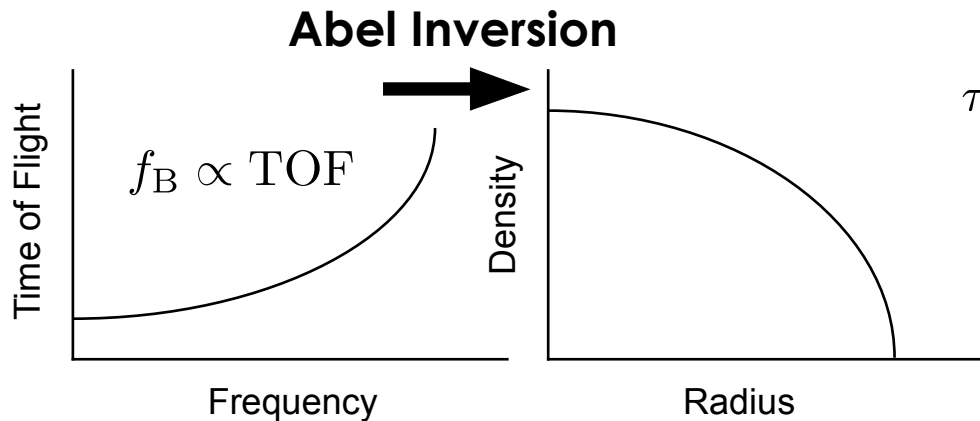 Abel Inversion
Time of Flight
f_B ∝ TOF
Frequency
Density
Radius
τ